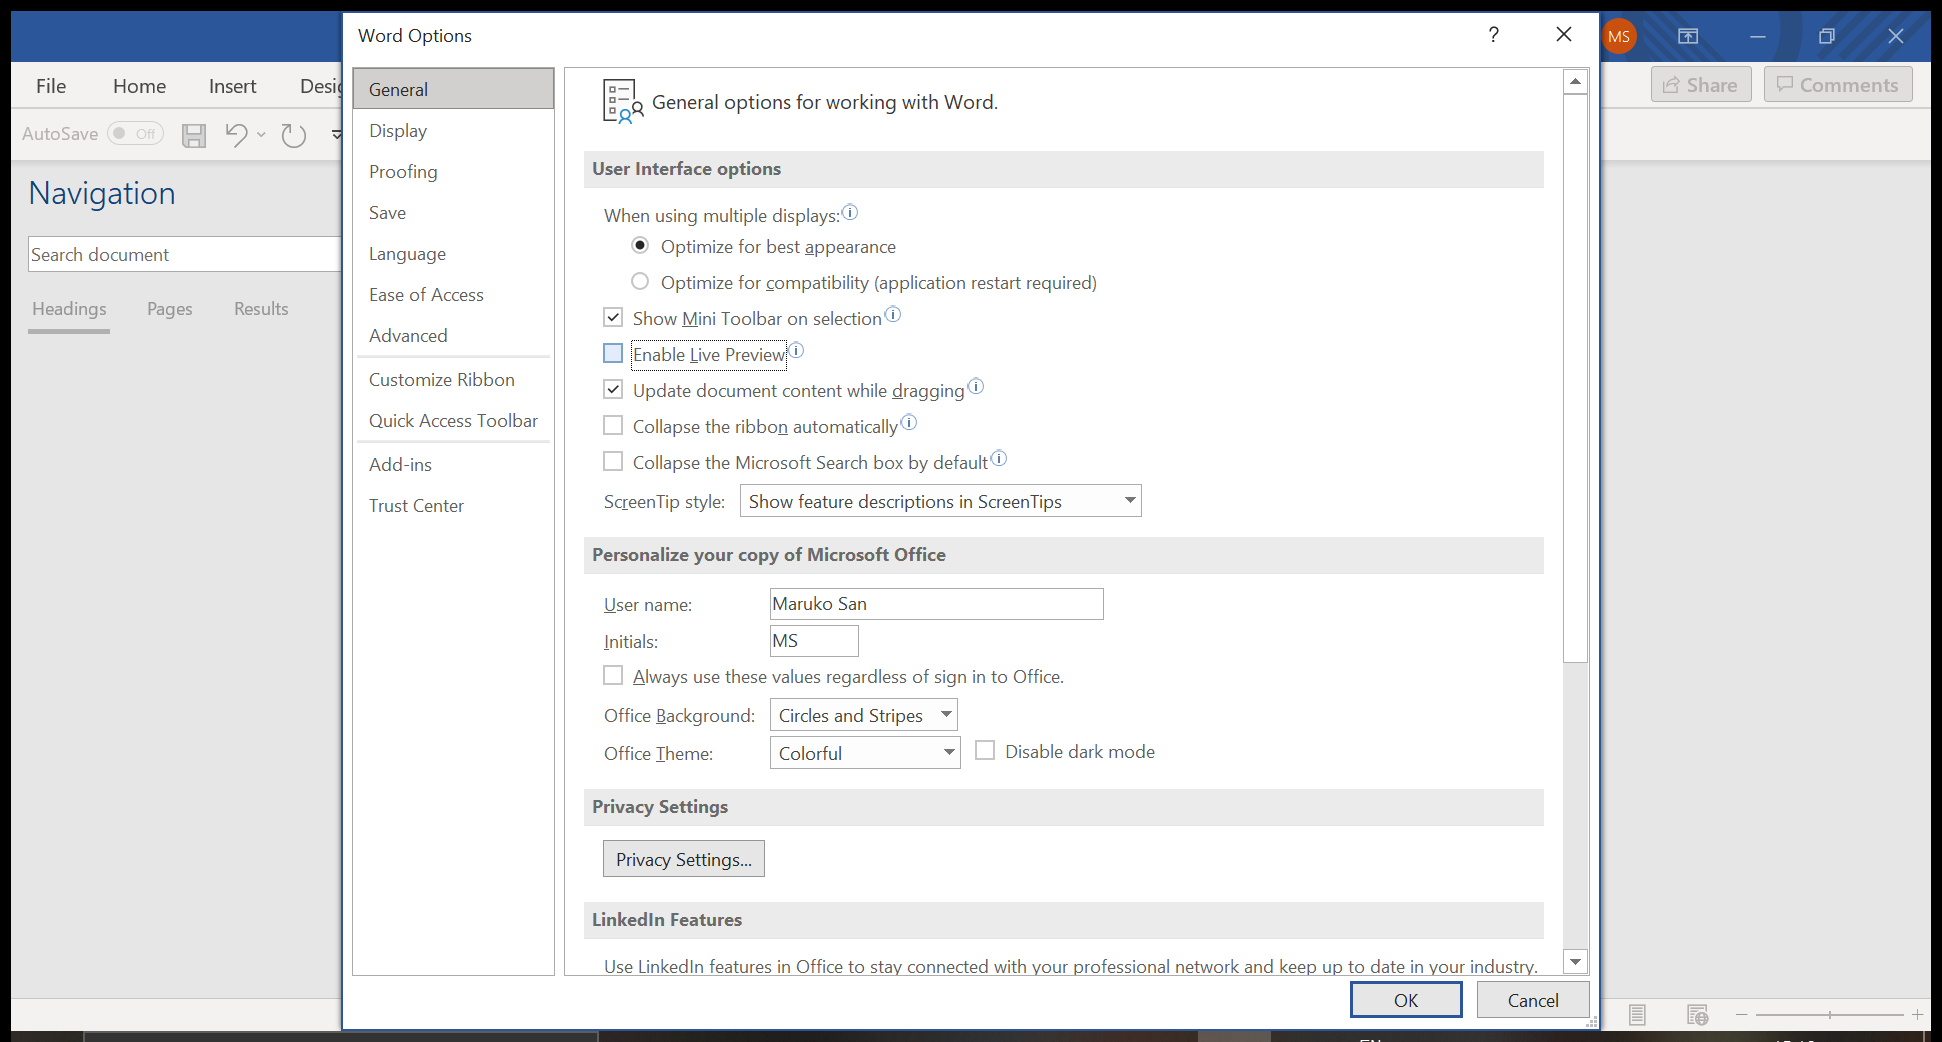 Word Options
?
MS
File
Home
Insert
Share
Comments
AutoSave
Off
Navigation
Search document
Headings
Pages
Results
General
Display
Proofing
Save
Language
Ease of Access
Advanced
Customize Ribbon
Quick Access Toolbar
Add-ins
Trust Center
General options for working with Word.
User Interface options
When using multiple displays:
Optimize for best appearance
Optimize for compatibility (application restart required)
Show Mini Toolbar on selection
Enable Live Preview
Update document content while dragging
Collapse the ribbon automatically
Collapse the Microsoft Search box by default
ScreenTip style: Show feature descriptions in ScreenTips
Personalize your copy of Microsoft Office
User name: Maruko San
Initials: MS
Always use these values regardless of sign in to Office.
Office Background: Circles and Stripes
Office Theme: Colorful Disable dark mode
Privacy Settings
Privacy Settings...
LinkedIn Features
Use LinkedIn features in Office to stay connected with your professional network and keep up to date in your industry.
OK
Cancel